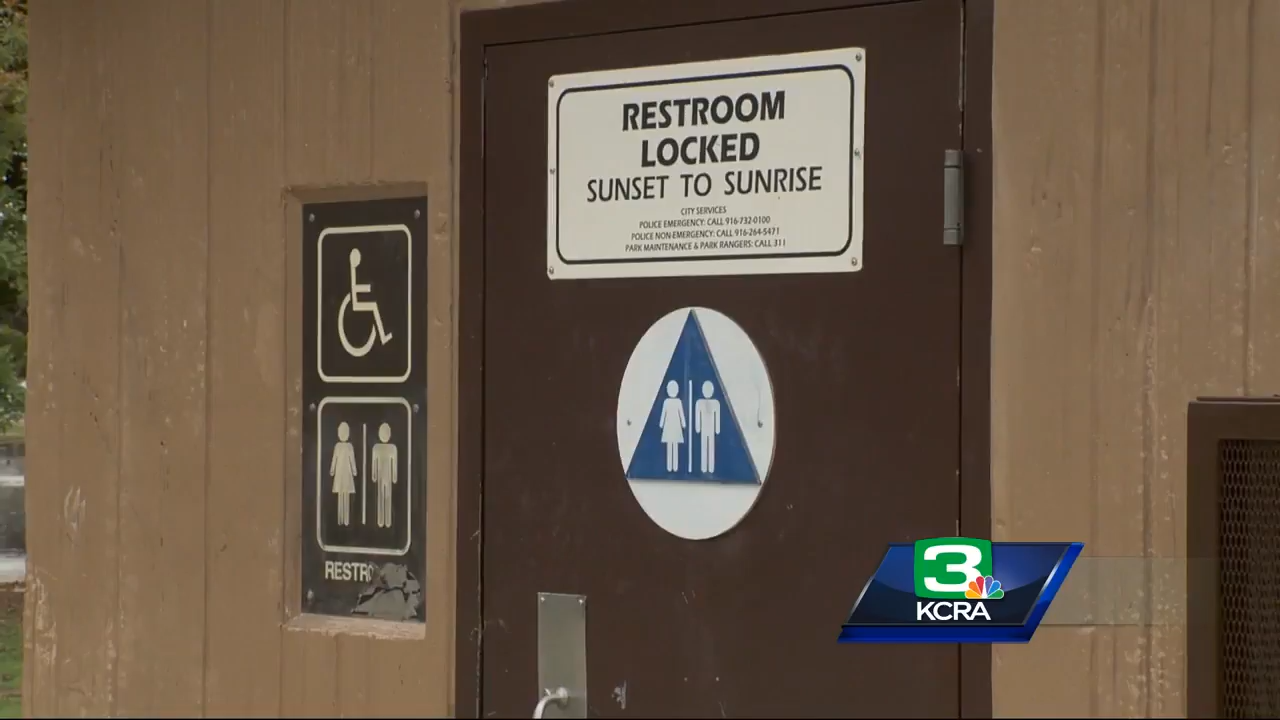 RESTROOM
LOCKED
SUNSET TO SUNRISE
CITY SERVICES
POLICE EMERGENCY: CALL 916-732-0100
POLICE NON-EMERGENCY: CALL 916-264-5471
PARK MAINTENANCE & PARK RANGERS: CALL 311
RESTR
3
KCRA